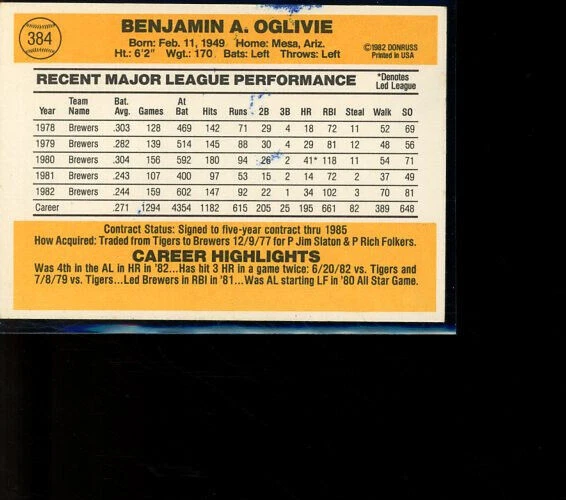 384
BENJAMIN A. OGLIVIE
Born: Feb. 11, 1949 Home: Mesa, Ariz.
Ht.: 6'2" Wgt.: 170 Bats: Left Throws: Left
©1982 DONRUSS
Printed in USA
RECENT MAJOR LEAGUE PERFORMANCE
*Denotes
Led League
Year Team Name Bat. Avg. Games At Bat Hits Runs 2B 3B HR RBI Steal Walk SO
1978 Brewers .303 128 469 142 71 29 4 18 72 11 52 69
1979 Brewers .282 139 514 145 88 30 4 29 81 12 48 56
1980 Brewers .304 156 592 180 94 26 2 41* 118 11 54 71
1981 Brewers .243 107 400 97 53 15 2 14 72 2 37 49
1982 Brewers .244 159 602 147 92 22 1 34 102 3 70 81
Career .271 1294 4354 1182 615 205 25 195 661 82 389 648
Contract Status: Signed to five-year contract thru 1985
How Acquired: Traded from Tigers to Brewers 12/9/77 for P Jim Slaton & P Rich Folkers.
CAREER HIGHLIGHTS
Was 4th in the AL in HR in '82...Has hit 3 HR in a game twice: 6/20/82 vs. Tigers and
7/8/79 vs. Tigers...Led Brewers in RBI in '81...Was AL starting LF in '80 All Star Game.